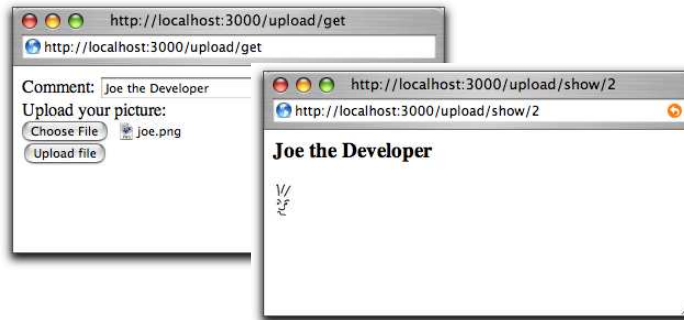 http://localhost:3000/upload/get
http://localhost:3000/upload/get
Comment: Joe the Developer
Upload your picture:
Choose File joe.png
Upload file
http://localhost:3000/upload/show/2
http://localhost:3000/upload/show/2
Joe the Developer